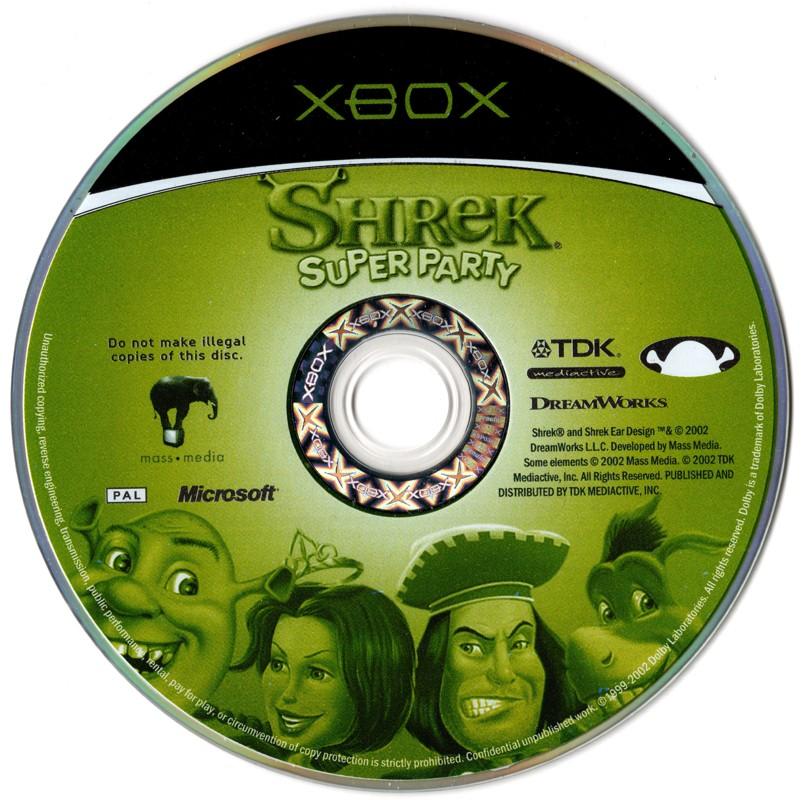 XBOX
SHREK®
SUPER PARTY
Do not make illegal
copies of this disc.
mass•media
PAL
Microsoft®
XBOX
TDK®
mediactive
DREAMWORKS
Shrek® and Shrek Ear Design ™& © 2002
DreamWorks L.L.C. Developed by Mass Media.
Some elements © 2002 Mass Media. © 2002 TDK
Mediactive, Inc. All Rights Reserved. PUBLISHED AND
DISTRIBUTED BY TDK MEDIACTIVE, INC.
Unauthorized copying, reverse engineering, transmission, public performance, rental, pay for play, or circumvention of copy protection is strictly prohibited. Confidential unpublished work. ©1999-2002 Dolby Laboratories. All rights reserved. Dolby is a trademark of Dolby Laboratories.